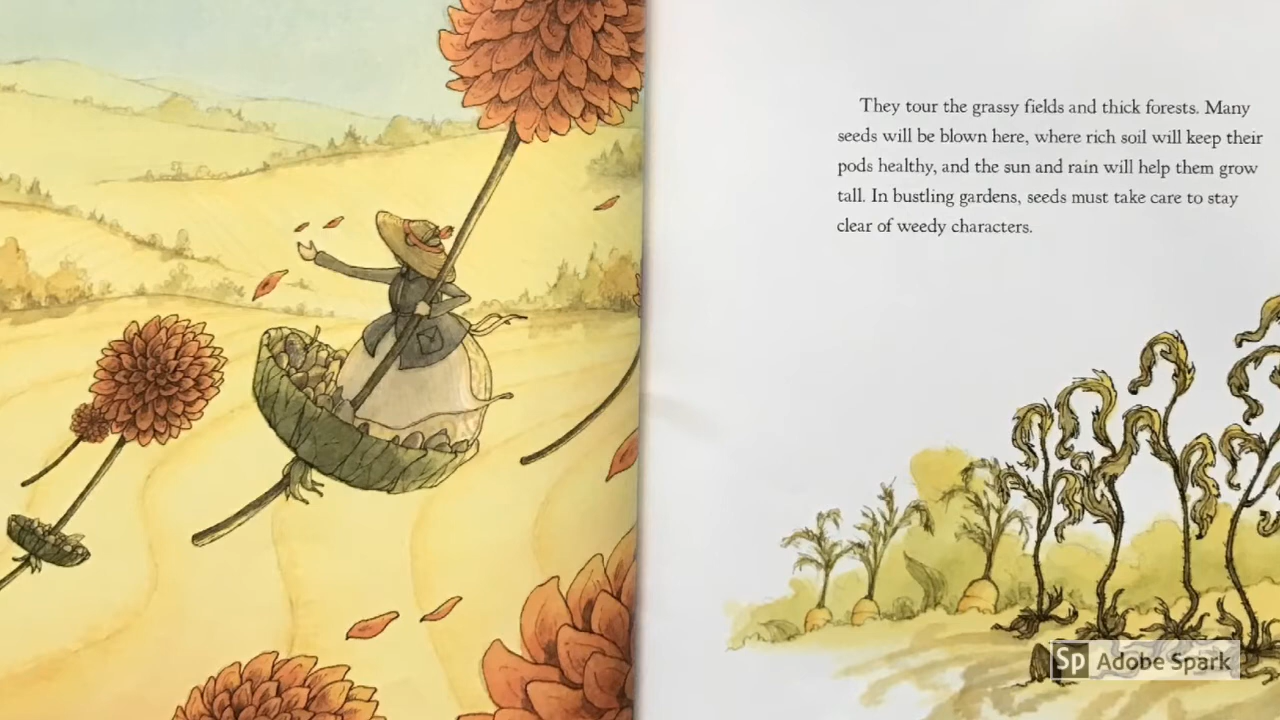 They tour the grassy fields and thick forests. Many
seeds will be blown here, where rich soil will keep their
pods healthy, and the sun and rain will help them grow
tall. In bustling gardens, seeds must take care to stay
clear of weedy characters.
Sp Adobe Spark